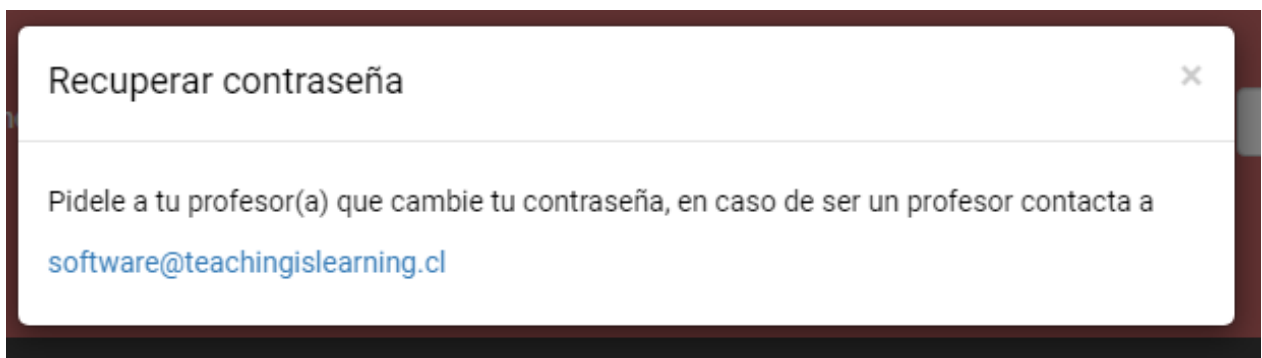 Recuperar contraseña
×
Pidele a tu profesor(a) que cambie tu contraseña, en caso de ser un profesor contacta a
software@teachingislearning.cl